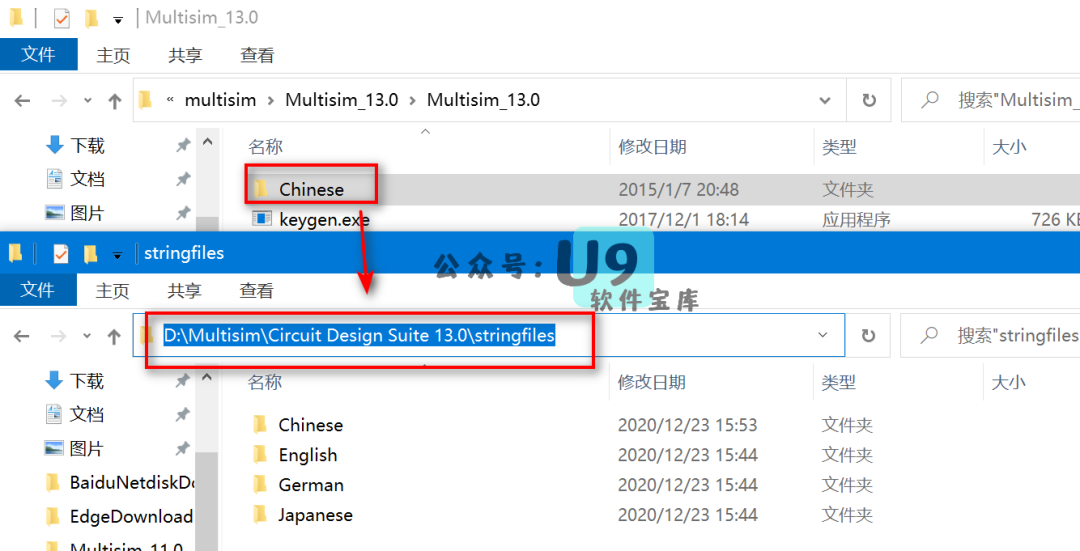 Multisim_13.0
文件 主页 共享 查看
« multisim › Multisim_13.0 › Multisim_13.0 搜索"Multisim_
下载 名称 修改日期 类型 大小
文档 Chinese 2015/1/7 20:48 文件夹
图片 keygen.exe 2017/12/1 18:14 应用程序 726 KB
stringfiles
公众号: U9
软件宝库
文件 主页 共享 查看
D:\Multisim\Circuit Design Suite 13.0\stringfiles 搜索"stringfiles
下载 名称 修改日期 类型 大小
文档 Chinese 2020/12/23 15:53 文件夹
图片 English 2020/12/23 15:44 文件夹
BaiduNetdiskDo German 2020/12/23 15:44 文件夹
EdgeDownload Japanese 2020/12/23 15:44 文件夹
Multisim_11.0